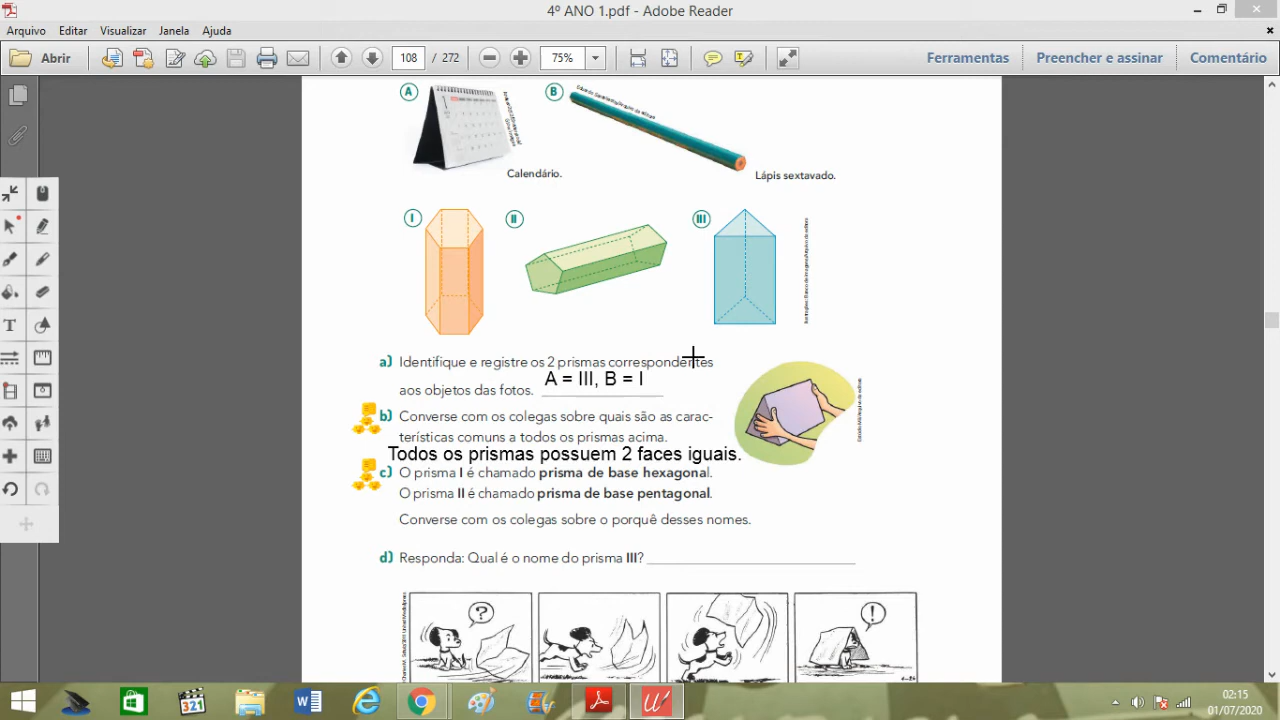 4º ANO 1.pdf - Adobe Reader
Arquivo Editar Visualizar Janela Ajuda
Abrir 108 / 272 75% Ferramentas Preencher e assinar Comentário
A B
Calendário. Lápis sextavado.
I II III
a) Identifique e registre os 2 prismas correspondentes
aos objetos das fotos. A = III, B = I
b) Converse com os colegas sobre quais são as carac-
terísticas comuns a todos os prismas acima.
Todos os prismas possuem 2 faces iguais.
c) O prisma I é chamado prisma de base hexagonal.
O prisma II é chamado prisma de base pentagonal.
Converse com os colegas sobre o porquê desses nomes.
d) Responda: Qual é o nome do prisma III?
? !
321 W
02:15
01/07/2020